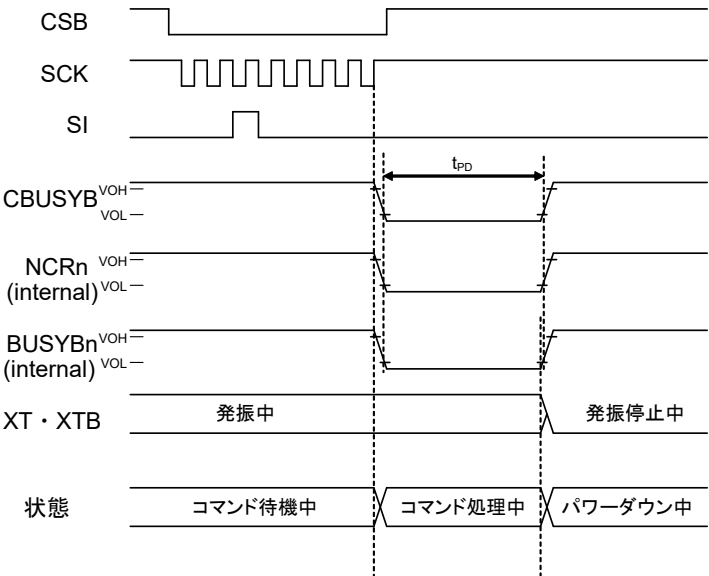 CSB
SCK
SI
tPD
CBUSYB VOH
VOL
NCRn VOH
(internal) VOL
BUSYBn VOH
(internal) VOL
XT・XTB 発振中 発振停止中
状態 コマンド待機中 コマンド処理中 パワーダウン中